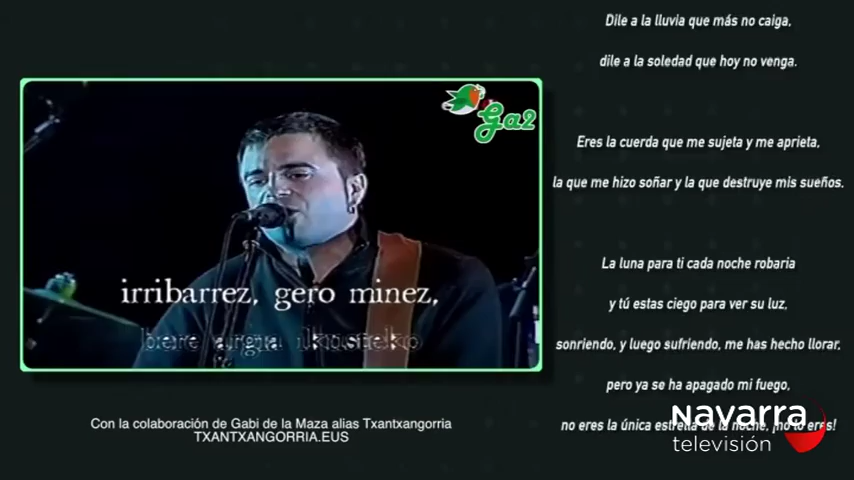 Ga2
irribarrez, gero minez,
bere argia ikusteko
Con la colaboración de Gabi de la Maza alias Txantxangorria
TXANTXANGORRIA.EUS
Dile a la lluvia que más no caiga,
dile a la soledad que hoy no venga.
Eres la cuerda que me sujeta y me aprieta,
la que me hizo soñar y la que destruye mis sueños.
La luna para ti cada noche robaria
y tú estas ciego para ver su luz,
sonriendo, y luego sufriendo, me has hecho llorar,
pero ya se ha apagado mi fuego,
no eres la única estrella de la noche, ¡no lo eres!
Navarra
televisión